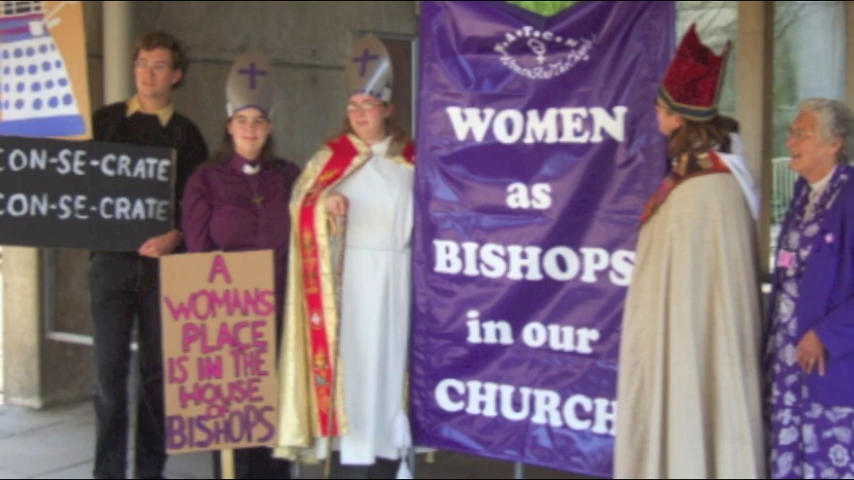 CON-SE-CRATE
CON-SE-CRATE
A
WOMANS
PLACE
IS IN THE
HOUSE
OF
BISHOPS
WOMEN
as
BISHOPS
in our
CHURCH